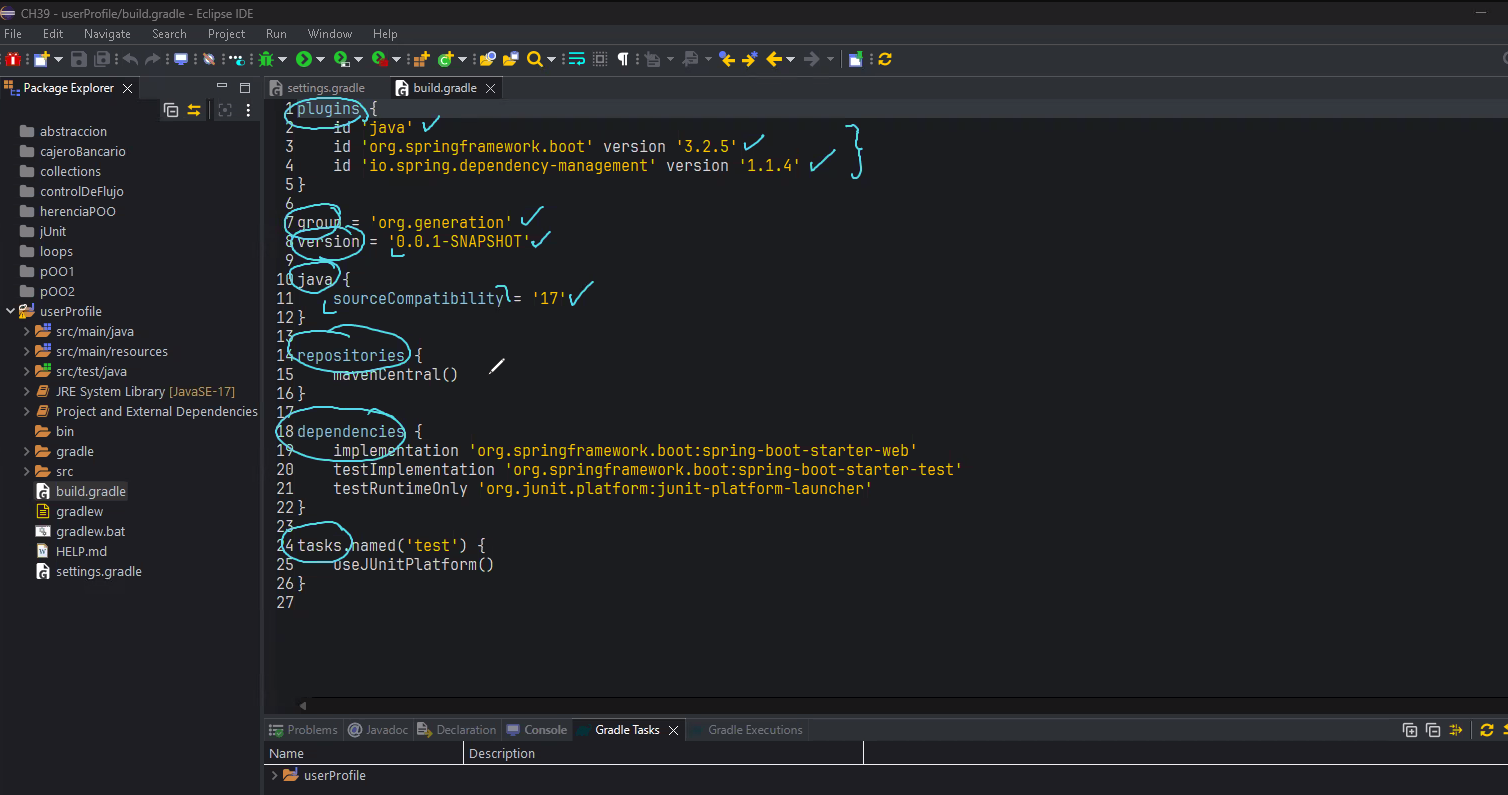 CH39 - userProfile/build.gradle - Eclipse IDE
File Edit Navigate Search Project Run Window Help
Package Explorer
settings.gradle
build.gradle
abstraccion
cajeroBancario
collections
controlDeFlujo
herenciaPOO
jUnit
loops
pOO1
pOO2
userProfile
src/main/java
src/main/resources
src/test/java
JRE System Library [JavaSE-17]
Project and External Dependencies
bin
gradle
src
build.gradle
gradlew
gradlew.bat
HELP.md
settings.gradle
1 plugins {
2 id 'java'
3 id 'org.springframework.boot' version '3.2.5'
4 id 'io.spring.dependency-management' version '1.1.4'
5 }
6
7 group = 'org.generation'
8 version = '0.0.1-SNAPSHOT'
9
10 java {
11 sourceCompatibility = '17'
12 }
13
14 repositories {
15 mavenCentral()
16 }
17
18 dependencies {
19 implementation 'org.springframework.boot:spring-boot-starter-web'
20 testImplementation 'org.springframework.boot:spring-boot-starter-test'
21 testRuntimeOnly 'org.junit.platform:junit-platform-launcher'
22 }
23
24 tasks.named('test') {
25 useJUnitPlatform()
26 }
27
Problems Javadoc Declaration Console Gradle Tasks Gradle Executions
Name Description
userProfile